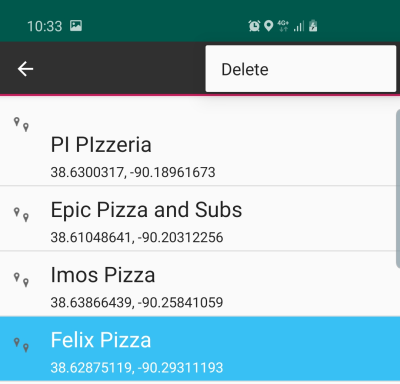 10:33
4G+
Delete
PI PIzzeria
38.6300317, -90.18961673
Epic Pizza and Subs
38.61048641, -90.20312256
Imos Pizza
38.63866439, -90.25841059
Felix Pizza
38.62875119, -90.29311193